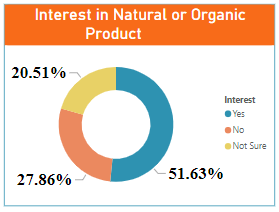 Interest in Natural or Organic
Product
20.51%
Interest
Yes
No
Not Sure
27.86%
51.63%